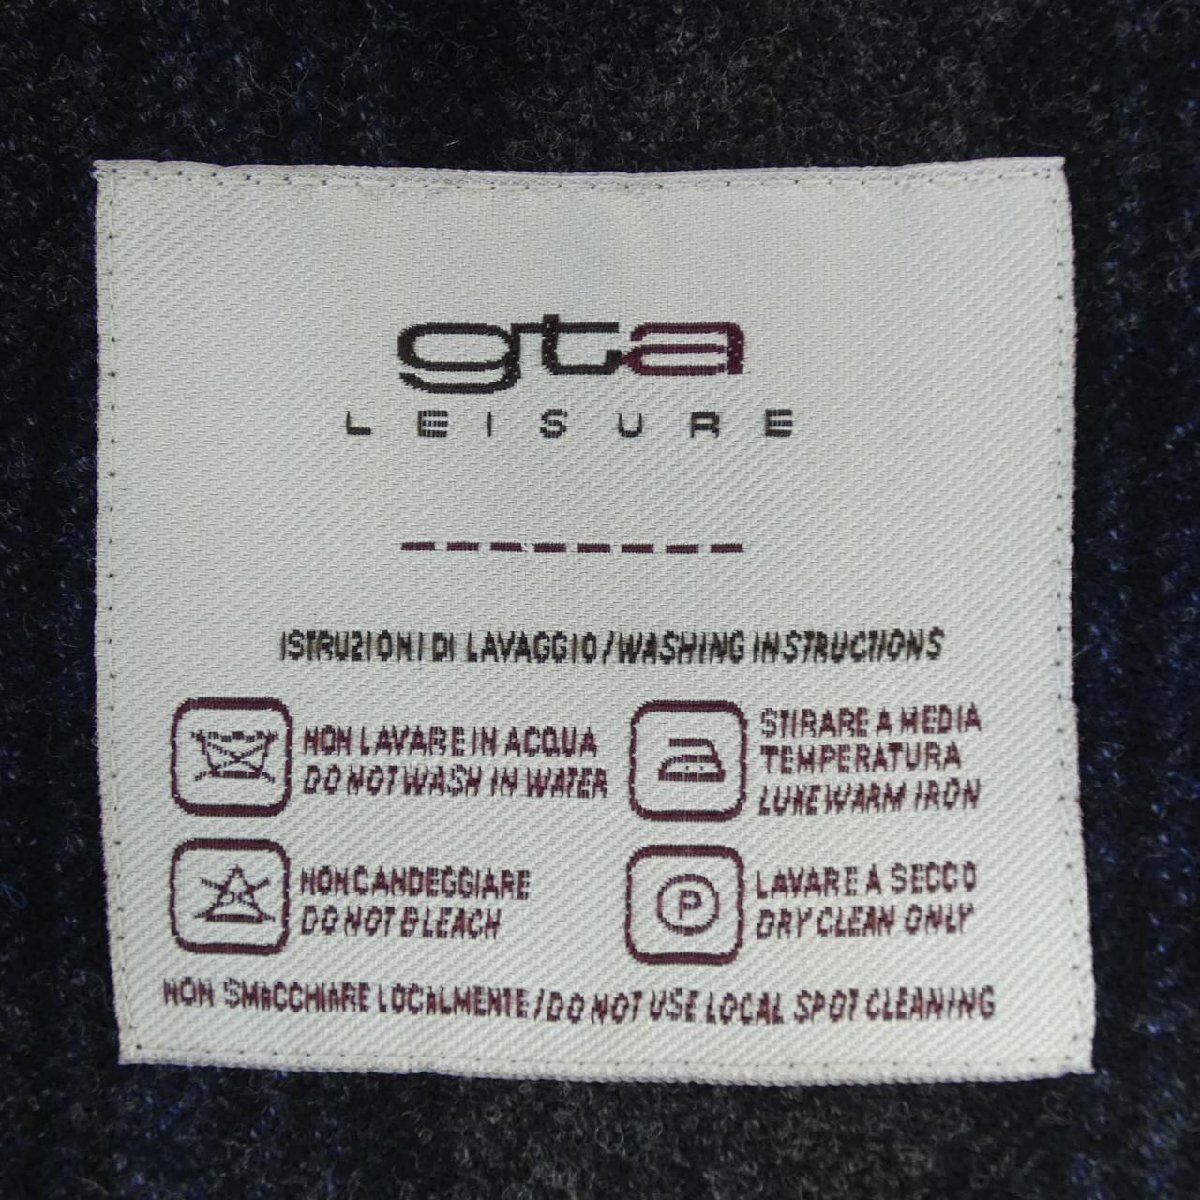 gta
LEISURE
ISTRUZIONI DI LAVAGGIO / WASHING INSTRUCTIONS
NON LAVARE IN ACQUA
DO NOT WASH IN WATER
STIRARE A MEDIA
TEMPERATURA
LUKEWARM IRON
NON CANDEGGIARE
DO NOT BLEACH
P
LAVARE A SECCO
DRY CLEAN ONLY
NON SMACCHIARE LOCALMENTE / DO NOT USE LOCAL SPOT CLEANING